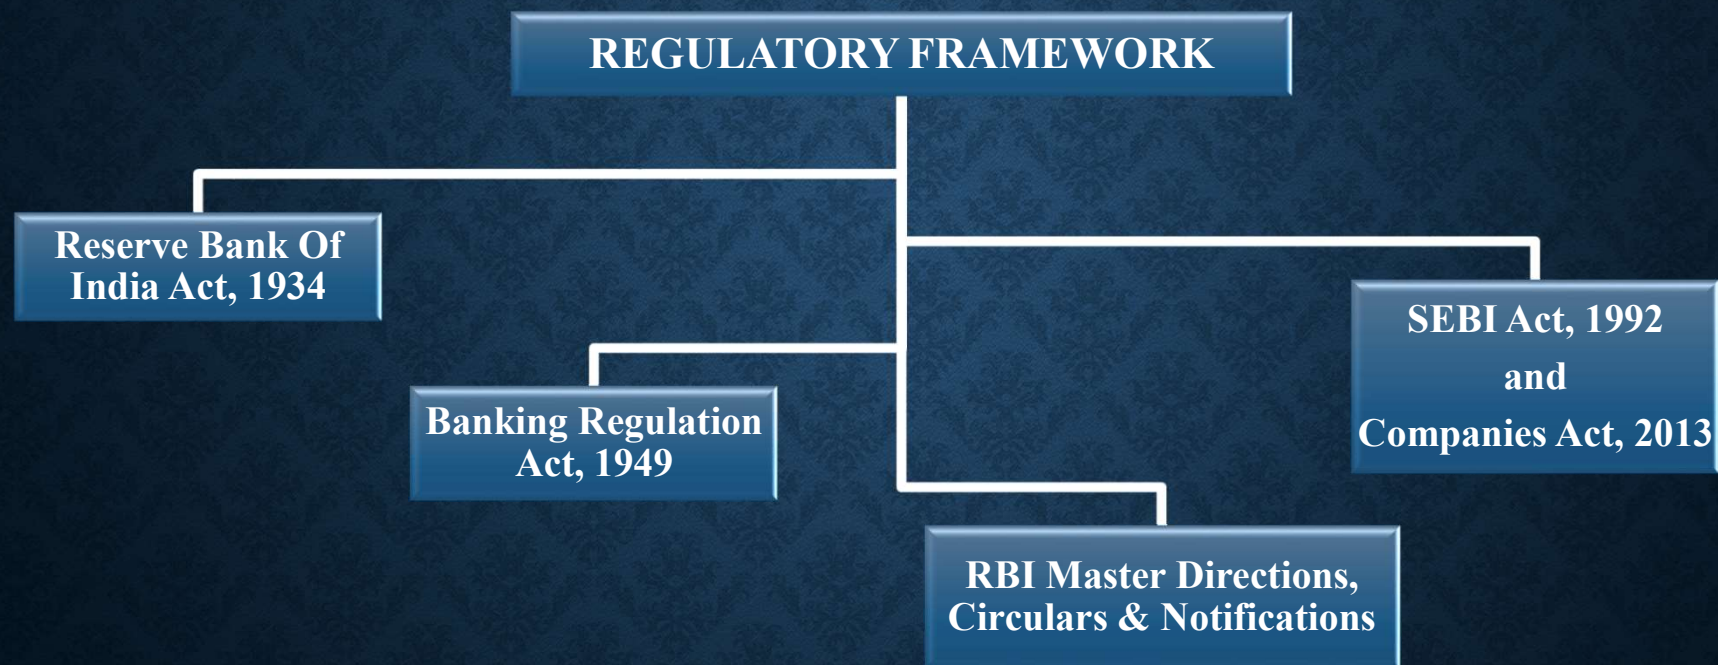 REGULATORY FRAMEWORK
Reserve Bank Of
India Act, 1934
SEBI Act, 1992
and
Companies Act, 2013
Banking Regulation
Act, 1949
RBI Master Directions,
Circulars & Notifications